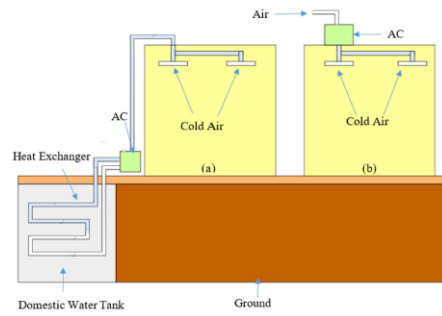 Air
AC
Cold Air
Cold Air
AC
Heat Exchanger
(a)
(b)
Domestic Water Tank
Ground